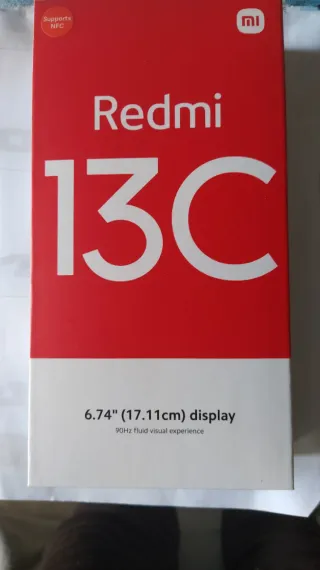 Supports
NFC
mi
Redmi
13C
6.74" (17.11cm) display
90Hz fluid visual experience